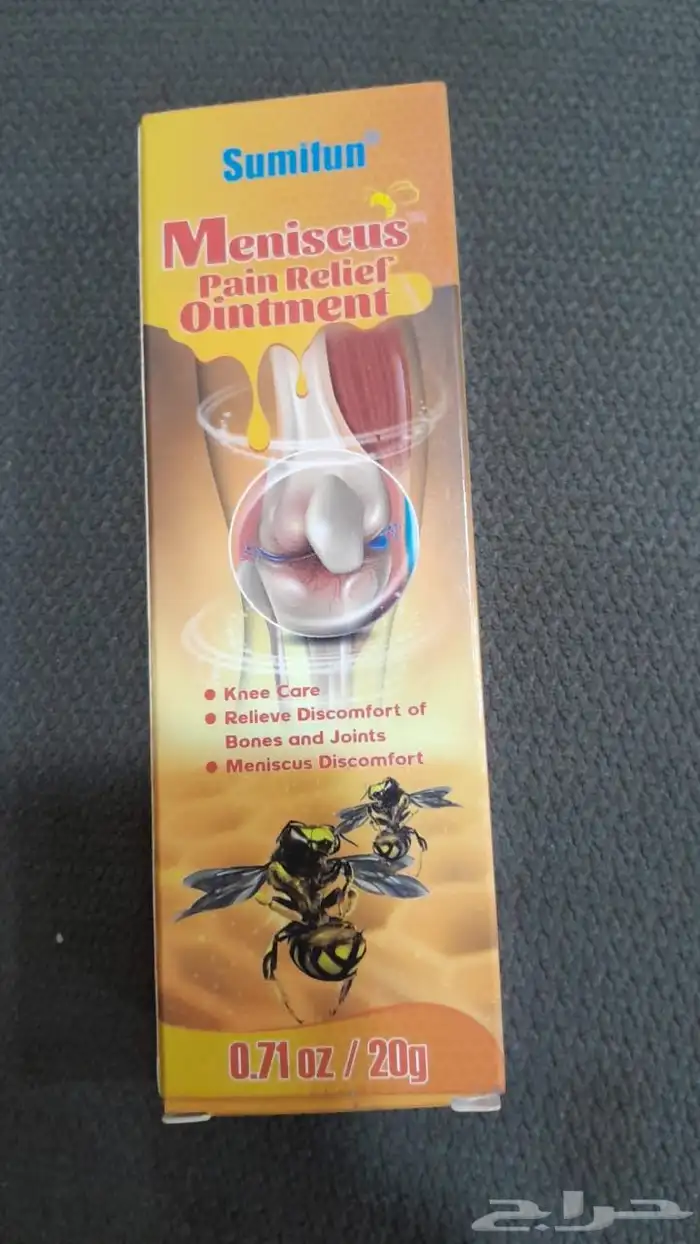 Sumifun
Meniscus
Pain Relief
Ointment
• Knee Care
• Relieve Discomfort of
Bones and Joints
• Meniscus Discomfort
0.71 oz / 20g
حراج